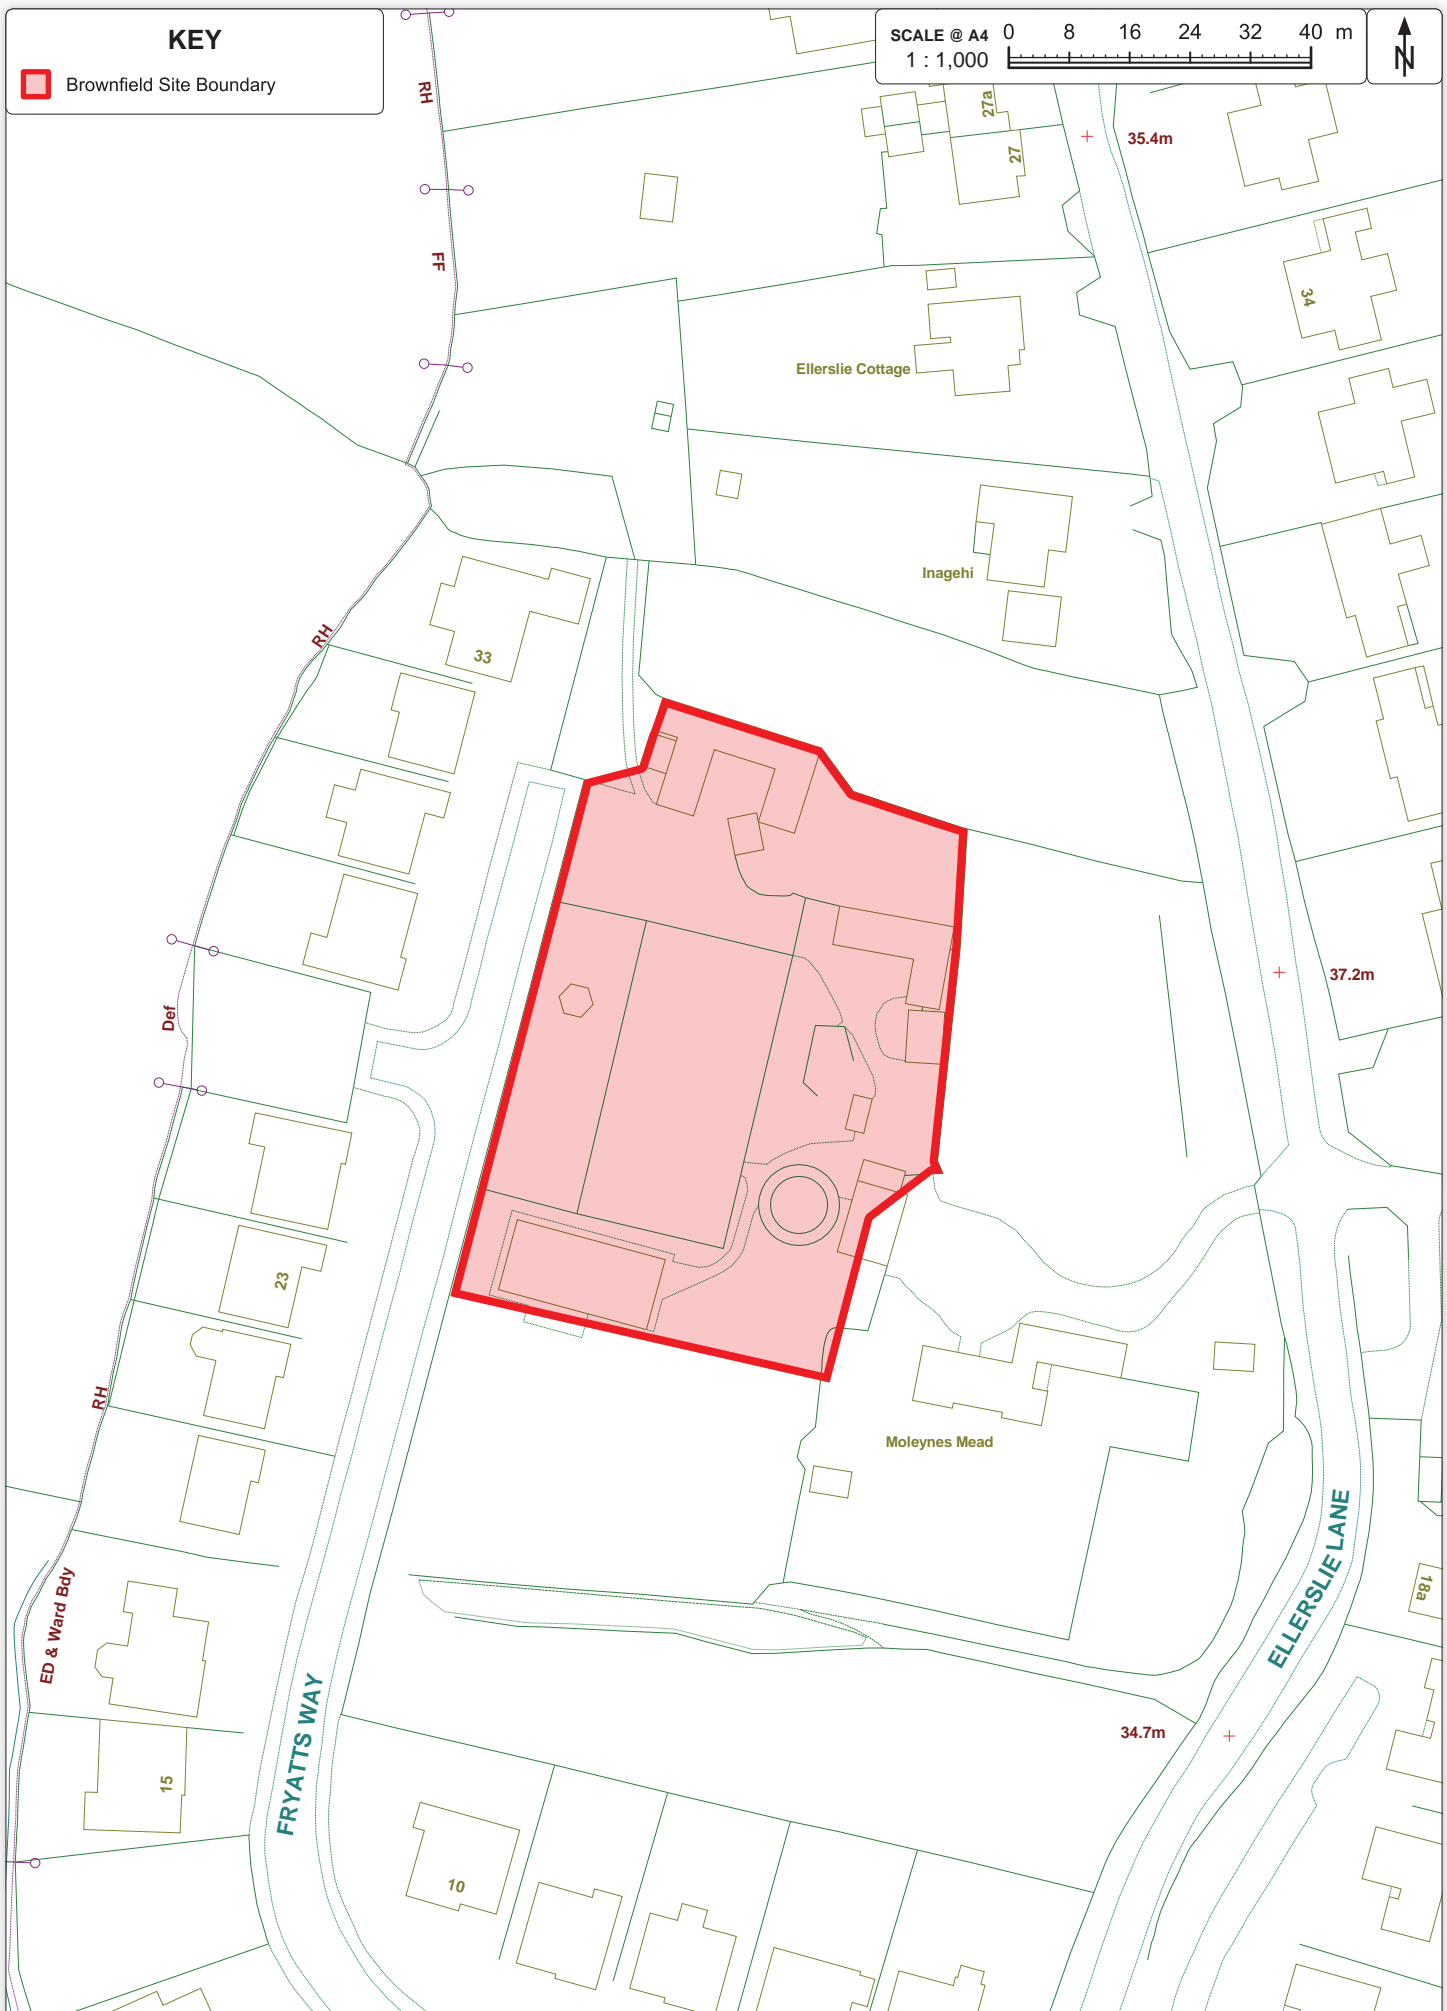 KEY
Brownfield Site Boundary
SCALE @ A4
1 : 1,000
0 8 16 24 32 40 m
N
RH
27a
27
35.4m
FF
34
Ellerslie Cottage
Inagehi
RH
33
37.2m
Def
23
RH
Moleynes Mead
ELLERSLIE LANE
18a
ED & Ward Bdy
FRYATTS WAY
34.7m
15
10